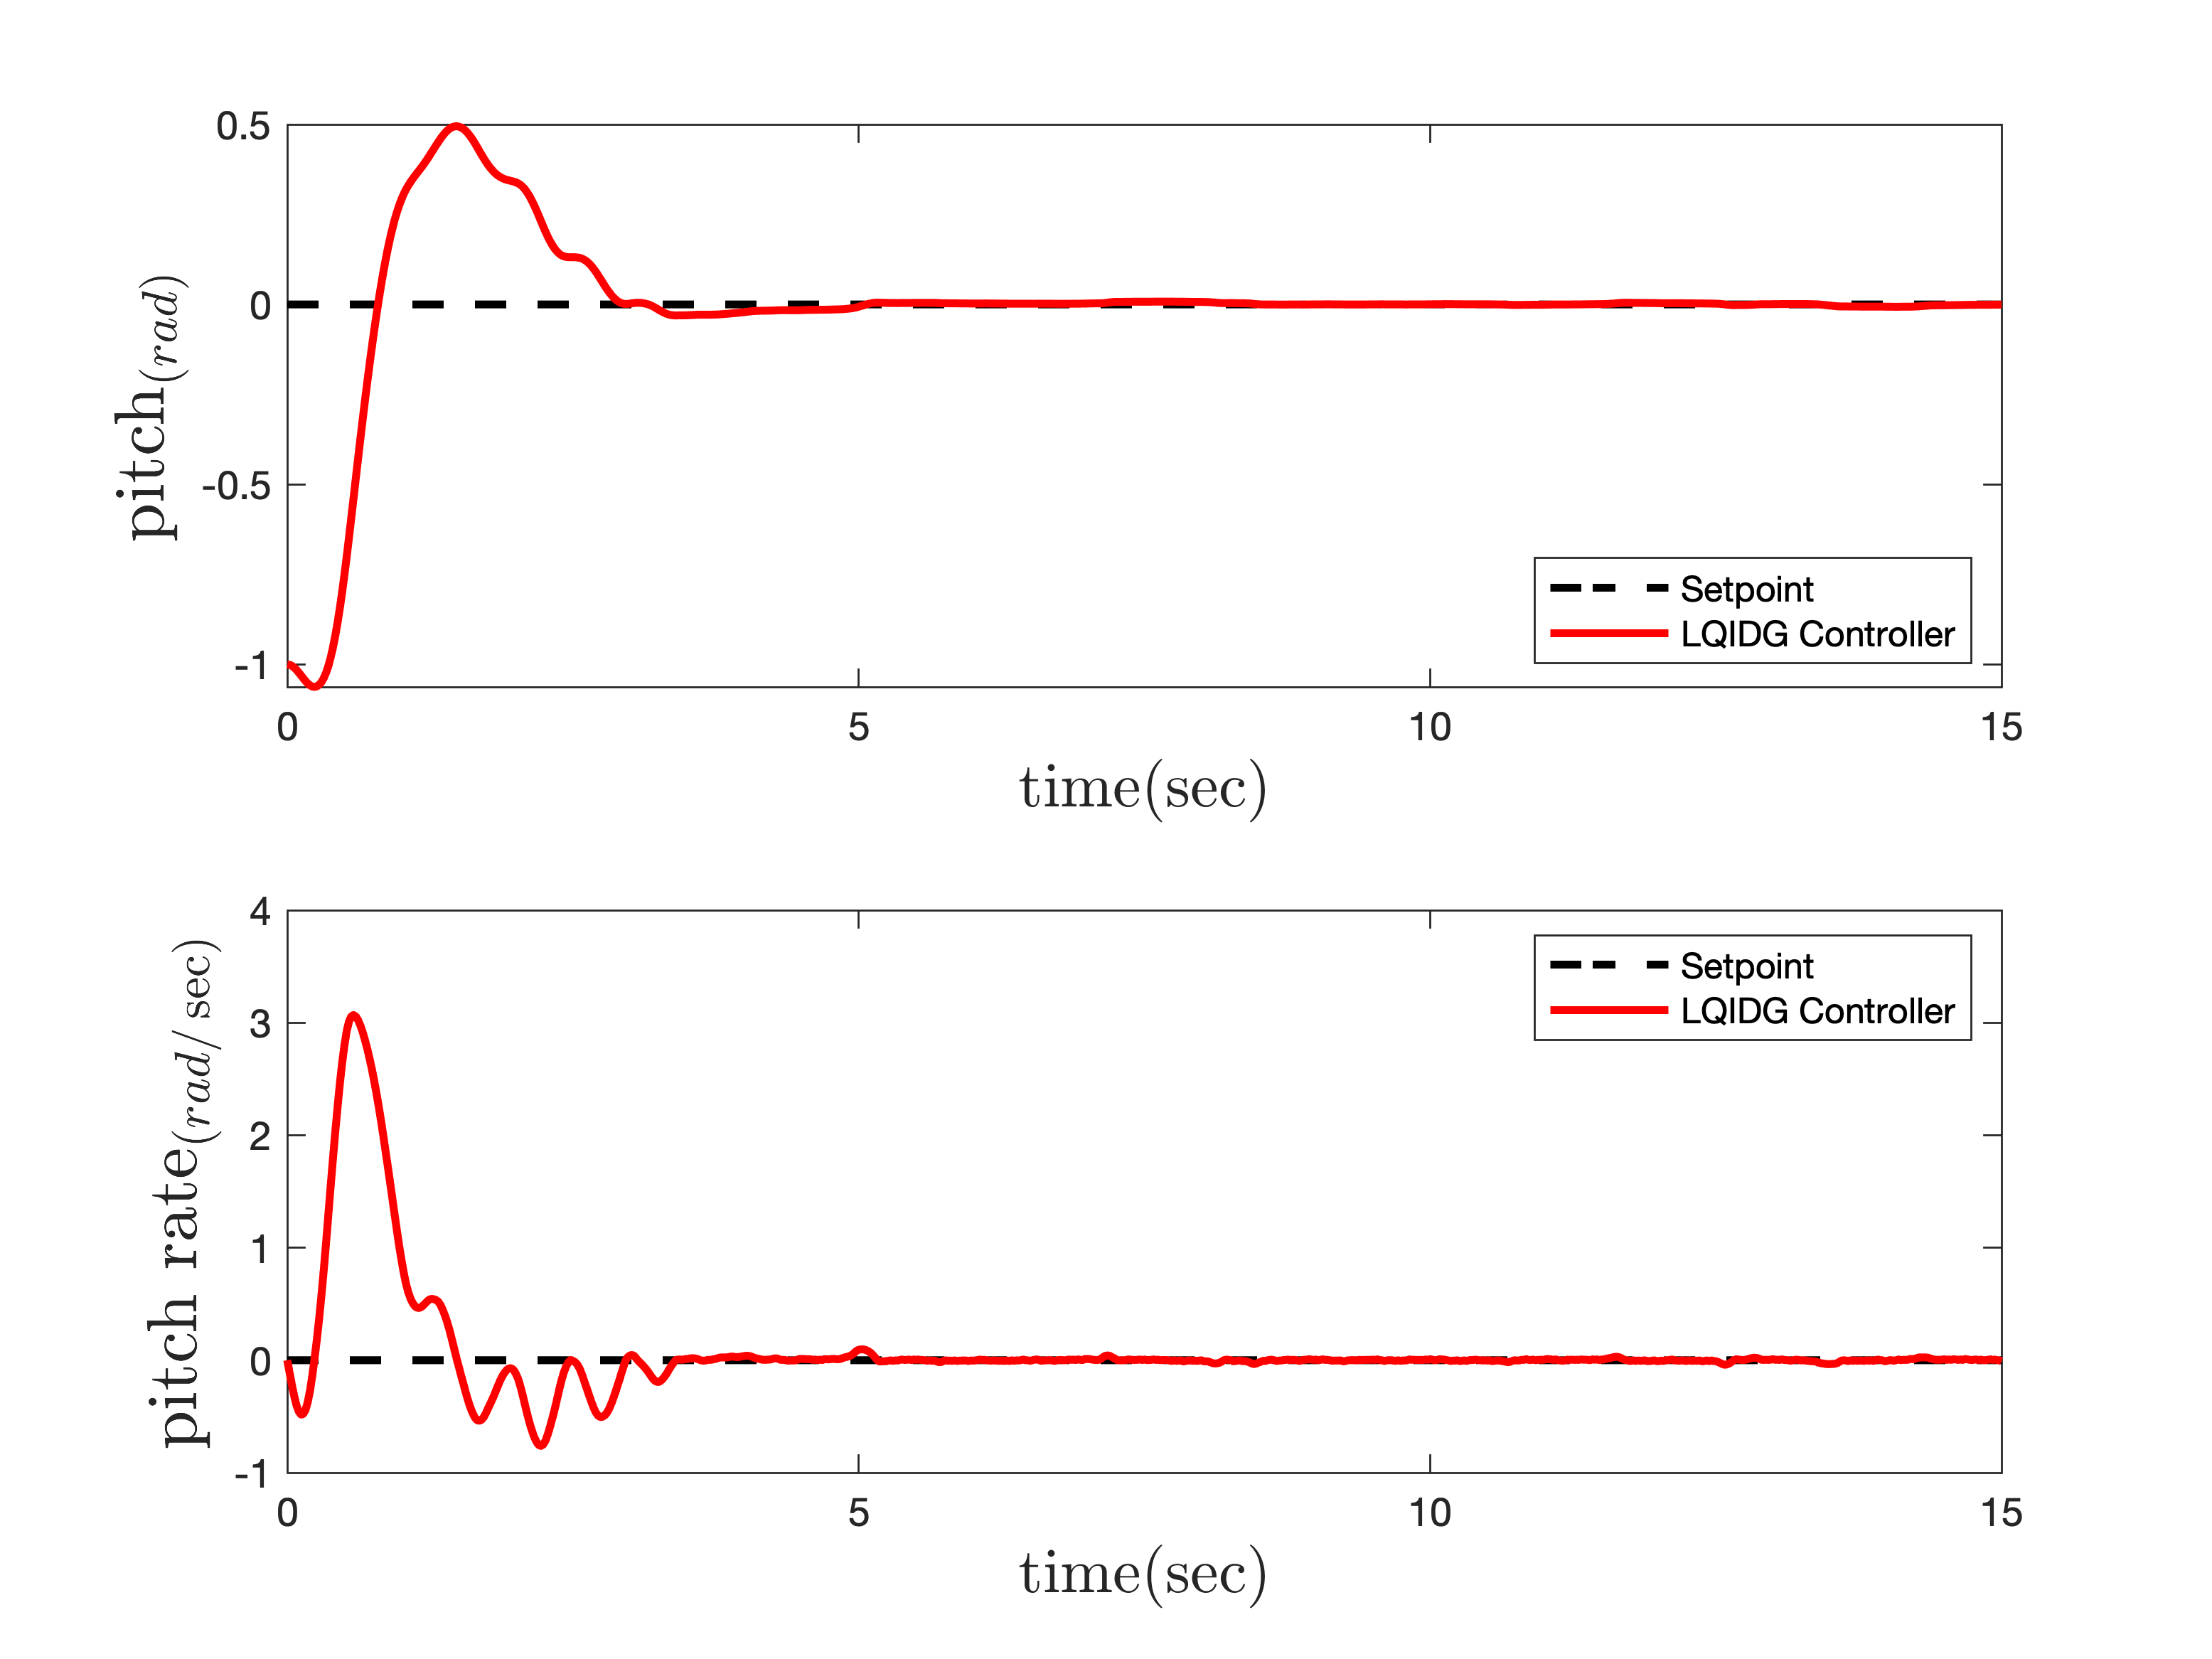 0.5
0
-0.5
-1
pitch(rad)
Setpoint
LQIDG Controller
0 5 10 15
time(sec)
4
3
2
1
0
-1
pitch rate(rad/ sec)
Setpoint
LQIDG Controller
0 5 10 15
time(sec)